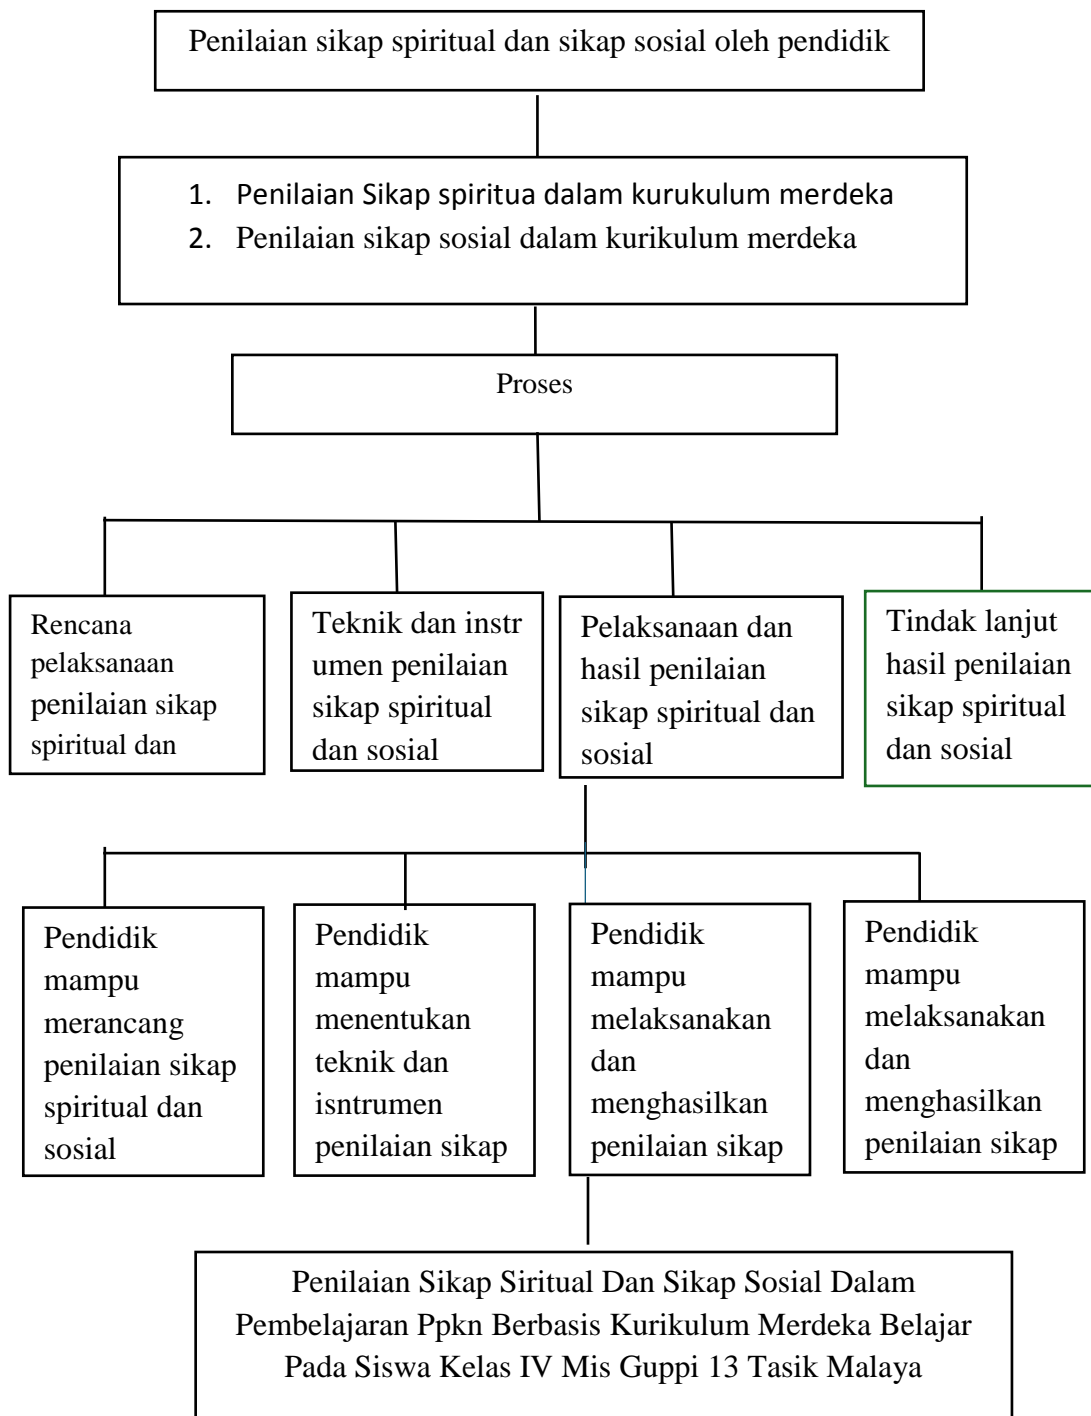 Penilaian sikap spiritual dan sikap sosial oleh pendidik
1. Penilaian Sikap spiritua dalam kurukulum merdeka
2. Penilaian sikap sosial dalam kurikulum merdeka
Proses
Rencana
pelaksanaan
penilaian sikap
spiritual dan
Teknik dan instr
umen penilaian
sikap spiritual
dan sosial
Pelaksanaan dan
hasil penilaian
sikap spiritual dan
sosial
Tindak lanjut
hasil penilaian
sikap spiritual
dan sosial
Pendidik
mampu
merancang
penilaian sikap
spiritual dan
sosial
Pendidik
mampu
menentukan
teknik dan
isntrumen
penilaian sikap
Pendidik
mampu
melaksanakan
dan
menghasilkan
penilaian sikap
Pendidik
mampu
melaksanakan
dan
menghasilkan
penilaian sikap
Penilaian Sikap Siritual Dan Sikap Sosial Dalam
Pembelajaran Ppkn Berbasis Kurikulum Merdeka Belajar
Pada Siswa Kelas IV Mis Guppi 13 Tasik Malaya